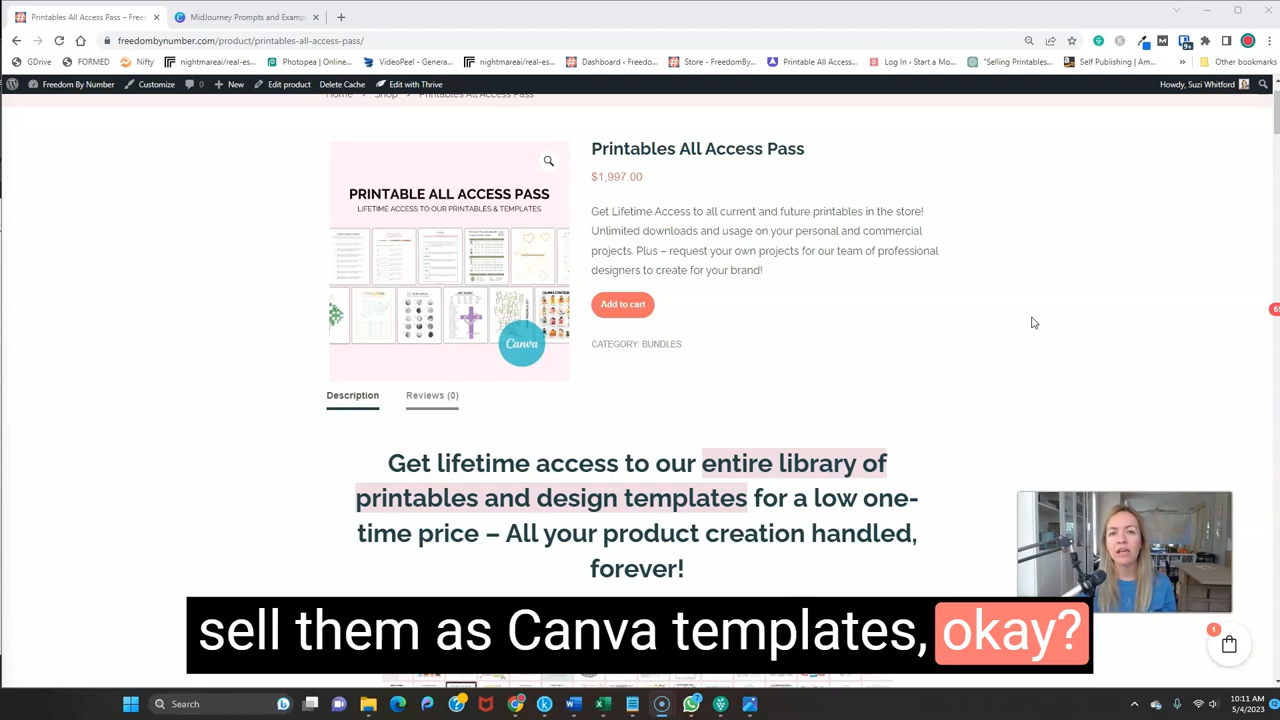 Printables All Access Pass – Free
MidJourney Prompts and Examp
freedombynumber.com/product/printables-all-access-pass/
GDrive
FORMED
Nifty
nightmareai/real-es...
Photopea | Online...
VideoPeel - Genera...
nightmareai/real-es...
Dashboard ‹ Freedo...
Store - FreedomBy...
Printable All Acces...
Log In ‹ Start a Mo...
"Selling Printables...
Self Publishing | Am...
»
Other bookmarks
Freedom By Number
Customize
0
New
Edit product
Delete Cache
Edit with Thrive
Howdy, Suzi Whitford
Home > Shop > Printables All Access Pass
PRINTABLE ALL ACCESS PASS
LIFETIME ACCESS TO OUR PRINTABLES & TEMPLATES
Canva
Printables All Access Pass
$1,997.00
Get Lifetime Access to all current and future printables in the store!
Unlimited downloads and usage on your personal and commercial
projects. Plus – request your own projects for our team of professional
designers to create for your brand!
Add to cart
CATEGORY: BUNDLES
Description
Reviews (0)
Get lifetime access to our entire library of
printables and design templates for a low one-
time price – All your product creation handled,
forever!
sell them as Canva templates, okay?
1
Search
10:11 AM
5/4/2023